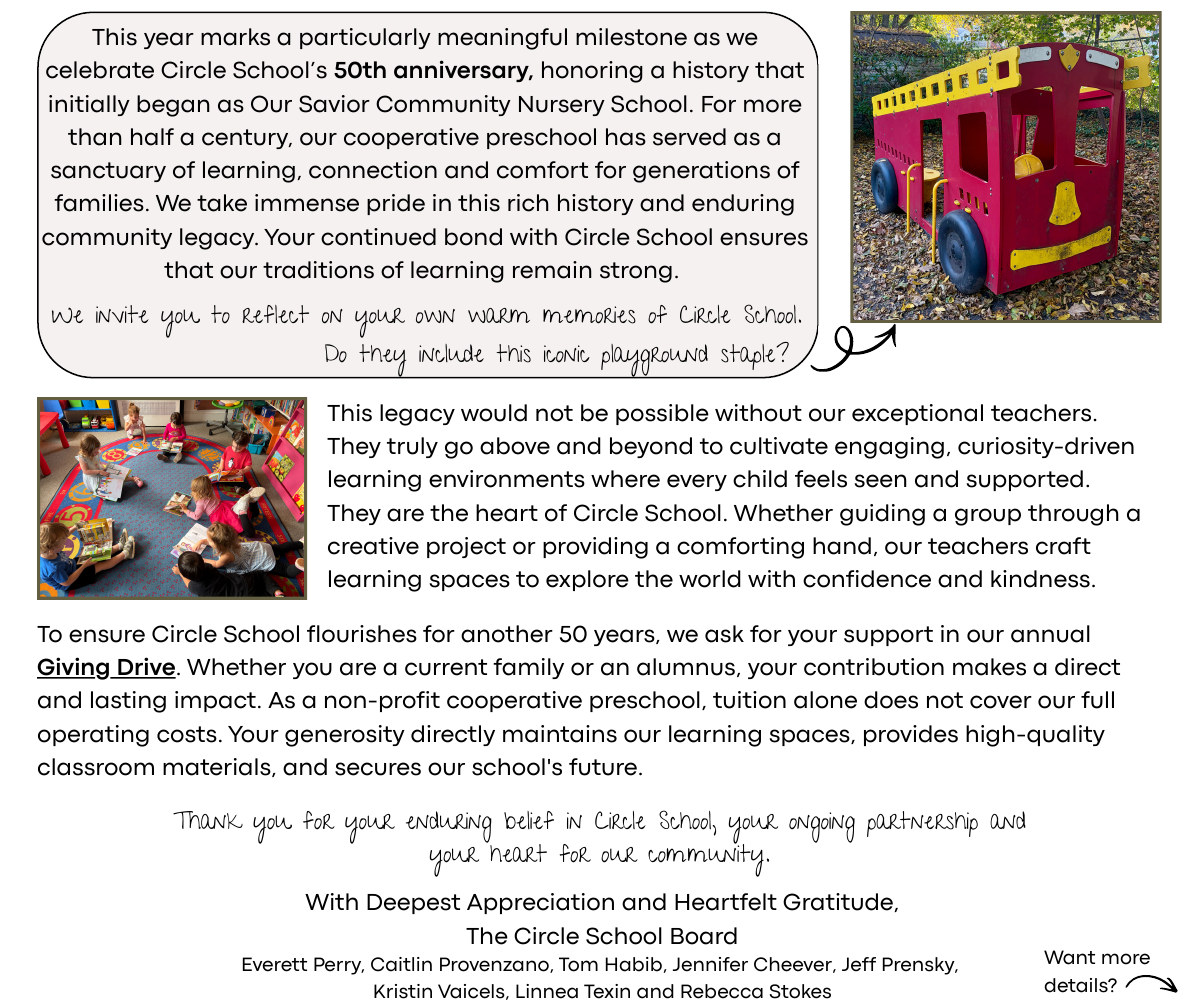 This year marks a particularly meaningful milestone as we
celebrate Circle School’s 50th anniversary, honoring a history that
initially began as Our Savior Community Nursery School. For more
than half a century, our cooperative preschool has served as a
sanctuary of learning, connection and comfort for generations of
families. We take immense pride in this rich history and enduring
community legacy. Your continued bond with Circle School ensures
that our traditions of learning remain strong.
We invite you to reflect on your own warm memories of Circle School.
Do they include this iconic playground staple?
This legacy would not be possible without our exceptional teachers.
They truly go above and beyond to cultivate engaging, curiosity-driven
learning environments where every child feels seen and supported.
They are the heart of Circle School. Whether guiding a group through a
creative project or providing a comforting hand, our teachers craft
learning spaces to explore the world with confidence and kindness.
To ensure Circle School flourishes for another 50 years, we ask for your support in our annual
Giving Drive. Whether you are a current family or an alumnus, your contribution makes a direct
and lasting impact. As a non-profit cooperative preschool, tuition alone does not cover our full
operating costs. Your generosity directly maintains our learning spaces, provides high-quality
classroom materials, and secures our school's future.
Thank you for your enduring belief in Circle School, your ongoing partnership and
your heart for our community.
With Deepest Appreciation and Heartfelt Gratitude,
The Circle School Board
Everett Perry, Caitlin Provenzano, Tom Habib, Jennifer Cheever, Jeff Prensky,
Kristin Vaicels, Linnea Texin and Rebecca Stokes
Want more
details?